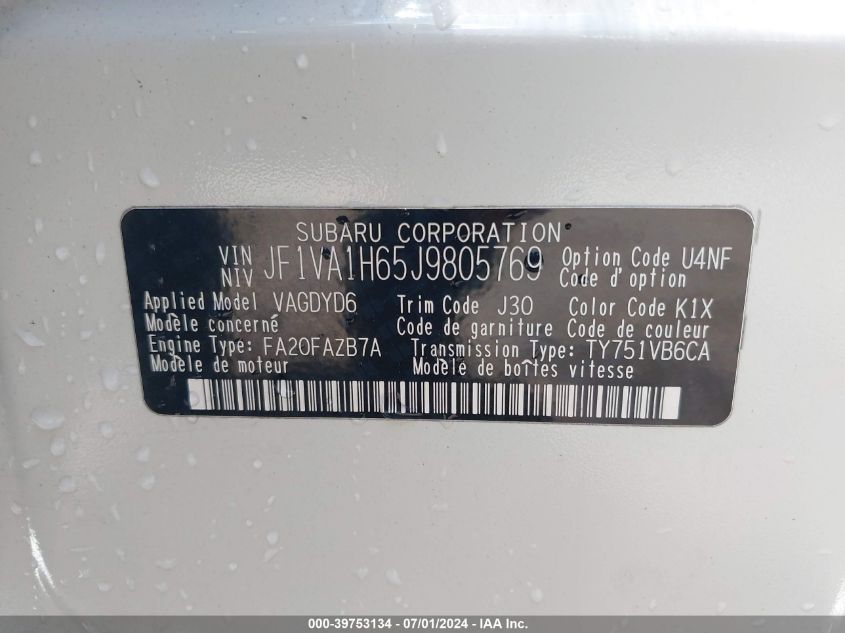 SUBARU CORPORATION
VIN NIV JF1VA1H65J9805769 Option Code U4NF
Code d'option
Applied Model VAGDYD6 Trim Code J30 Color Code K1X
Modèle concerné Code de garniture Code de couleur
Engine Type: FA20FAZB7A Transmission Type: TY751VB6CA
Modèle de moteur Modèle de boîtes vitesse
000-39753134 - 07/01/2024 - IAA Inc.